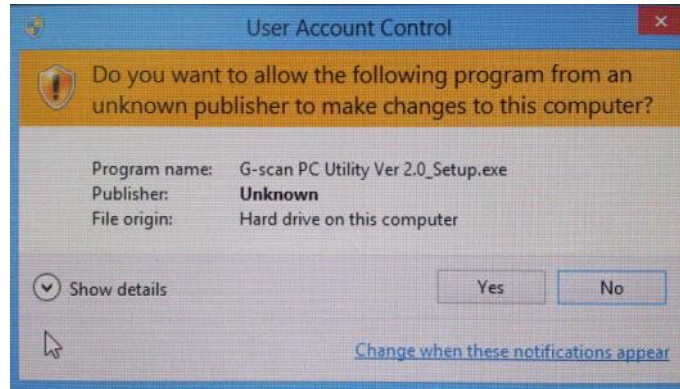 User Account Control
Do you want to allow the following program from an
unknown publisher to make changes to this computer?
Program name: G-scan PC Utility Ver 2.0_Setup.exe
Publisher: Unknown
File origin: Hard drive on this computer
Show details
Yes No
Change when these notifications appear